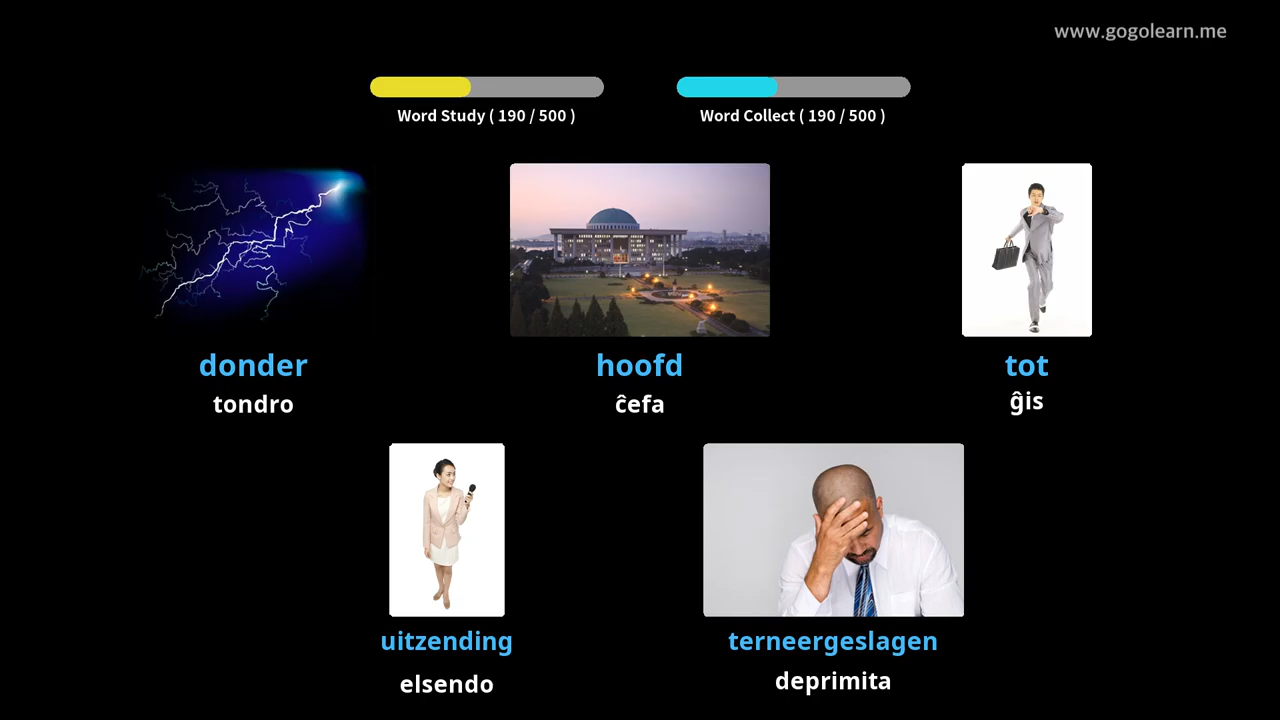 www.gogolearn.me
Word Study ( 190 / 500 )
Word Collect ( 190 / 500 )
donder
tondro
hoofd
ĉefa
tot
ĝis
uitzending
elsendo
terneergeslagen
deprimita